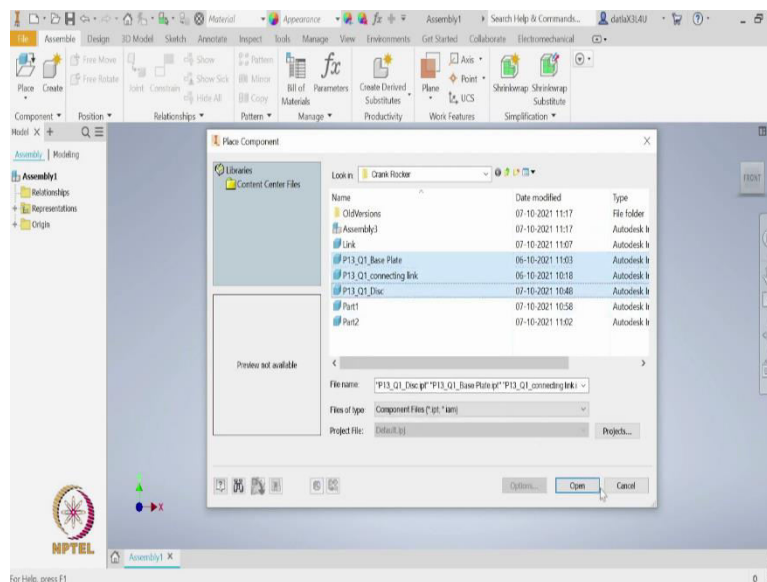 Material Appearance Assembly1 Search Help & Commands... datlaX3L4U
File Assemble Design 3D Model Sketch Annotate Inspect Tools Manage View Environments Get Started Collaborate Electromechanical
Place Create Free Move Free Rotate Joint Constrain Show Show Sick Hide All Pattern Mirror Copy Bill of Materials Parameters Create Derived Substitutes Plane Axis Point UCS Shrinkwrap Shrinkwrap Substitute
Component Position Relationships Pattern Manage Productivity Work Features Simplification
Model X +
Assembly Modeling
Assembly1
Relationships
Representations
Origin
Place Component
Libraries
Content Center Files
Look in Crank Rocker
Name Date modified Type
OldVersions 07-10-2021 11:17 File folder
Assembly3 07-10-2021 11:17 Autodesk In
Link 07-10-2021 11:07 Autodesk In
P13_Q1_Base Plate 06-10-2021 11:03 Autodesk In
P13_Q1_connecting link 06-10-2021 10:18 Autodesk In
P13_Q1_Disc 07-10-2021 10:48 Autodesk In
Part1 07-10-2021 10:58 Autodesk In
Part2 07-10-2021 11:02 Autodesk In
Preview not available
File name: "P13_Q1_Disc.ipt" "P13_Q1_Base Plate.ipt" "P13_Q1_connecting link.i
Files of type: Component Files (*.ipt; *.iam)
Project File: Default.ipj Projects...
Options... Open Cancel
FRONT
X
NPTEL
Assembly1 X
For Help, press F1 0